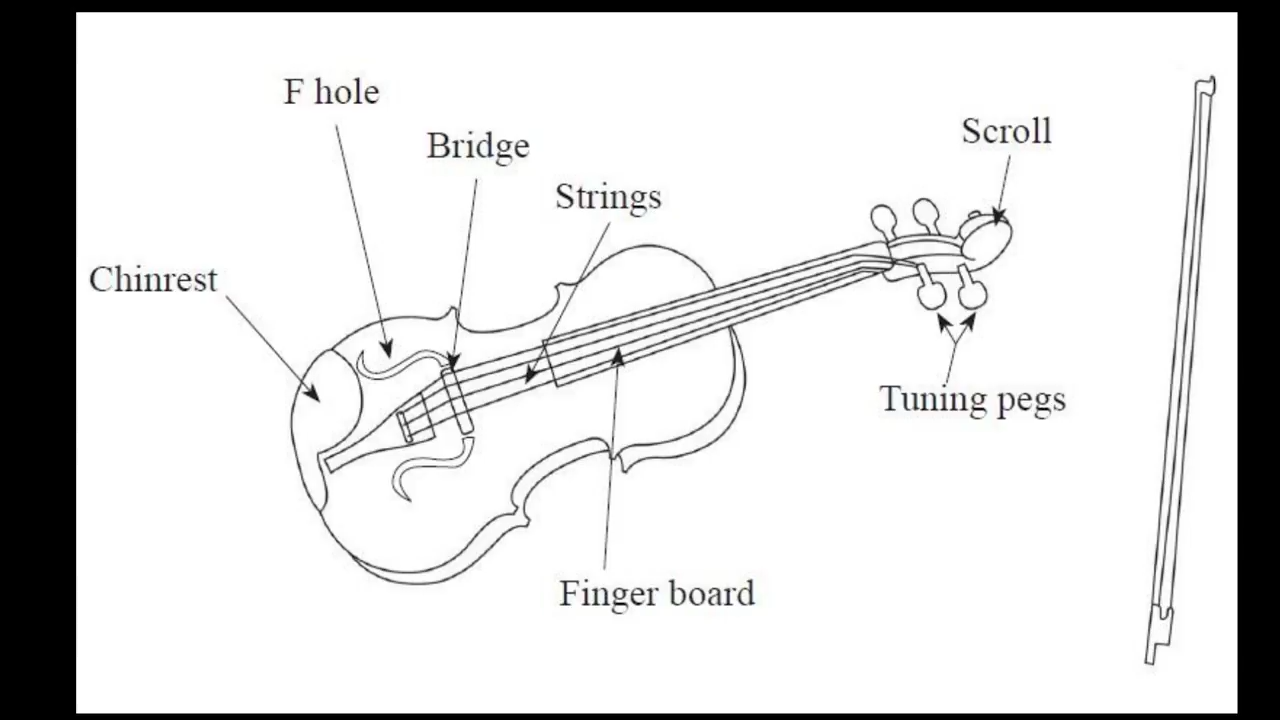 F hole
Bridge
Scroll
Strings
Chinrest
Tuning pegs
Finger board